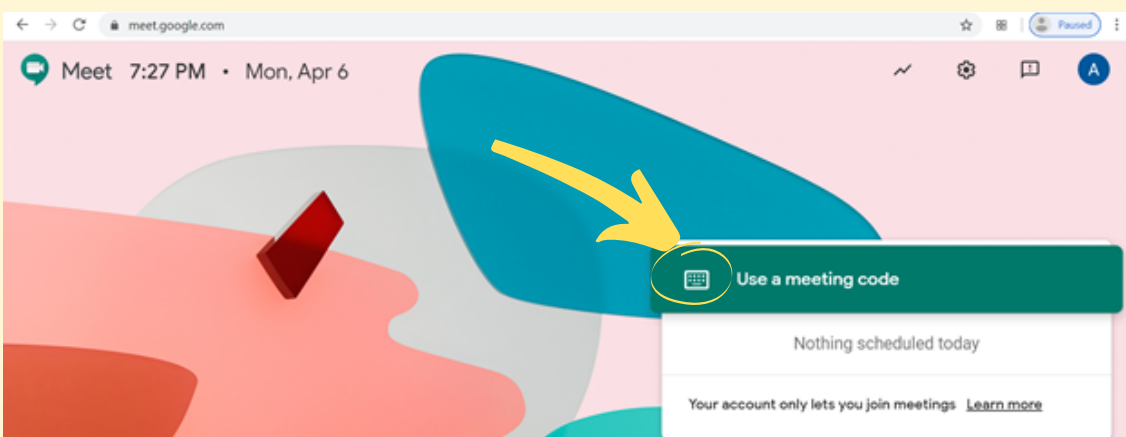 meet.google.com
Paused
Meet 7:27 PM • Mon, Apr 6
A
Use a meeting code
Nothing scheduled today
Your account only lets you join meetings Learn more